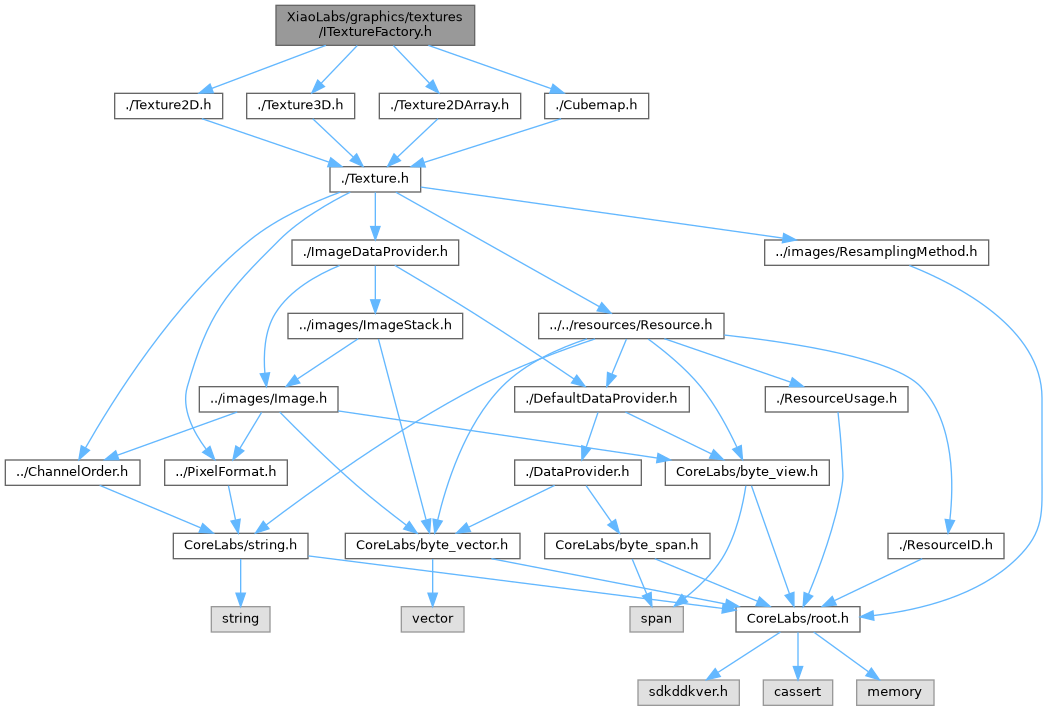 XiaoLabs/graphics/textures
/ITextureFactory.h
./Texture2D.h
./Texture3D.h
./Texture2DArray.h
./Cubemap.h
./Texture.h
./ImageDataProvider.h
../images/ResamplingMethod.h
../images/ImageStack.h
../../resources/Resource.h
../images/Image.h
./DefaultDataProvider.h
./ResourceUsage.h
../ChannelOrder.h
../PixelFormat.h
./DataProvider.h
CoreLabs/byte_view.h
CoreLabs/string.h
CoreLabs/byte_vector.h
CoreLabs/byte_span.h
./ResourceID.h
string
vector
span
CoreLabs/root.h
sdkddkver.h
cassert
memory